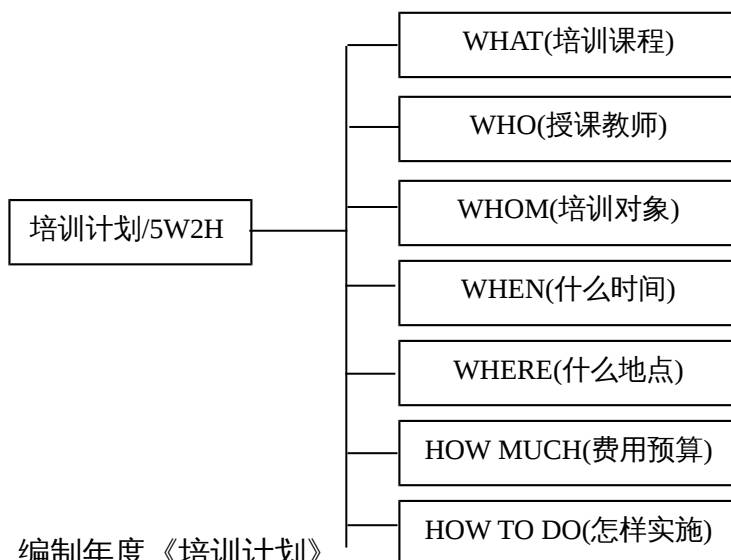 WHAT(培训课程)
WHO(授课教师)
WHOM(培训对象)
培训计划/5W2H
WHEN(什么时间)
WHERE(什么地点)
HOW MUCH(费用预算)
HOW TO DO(怎样实施)
编制年度《培训计划》